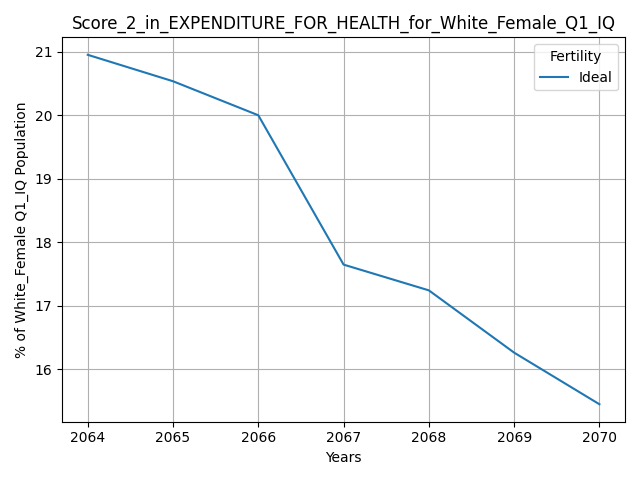 Score_2_in_EXPENDITURE_FOR_HEALTH_for_White_Female_Q1_IQ
Fertility
Ideal
% of White_Female Q1_IQ Population
21
20
19
18
17
16
2064 2065 2066 2067 2068 2069 2070
Years